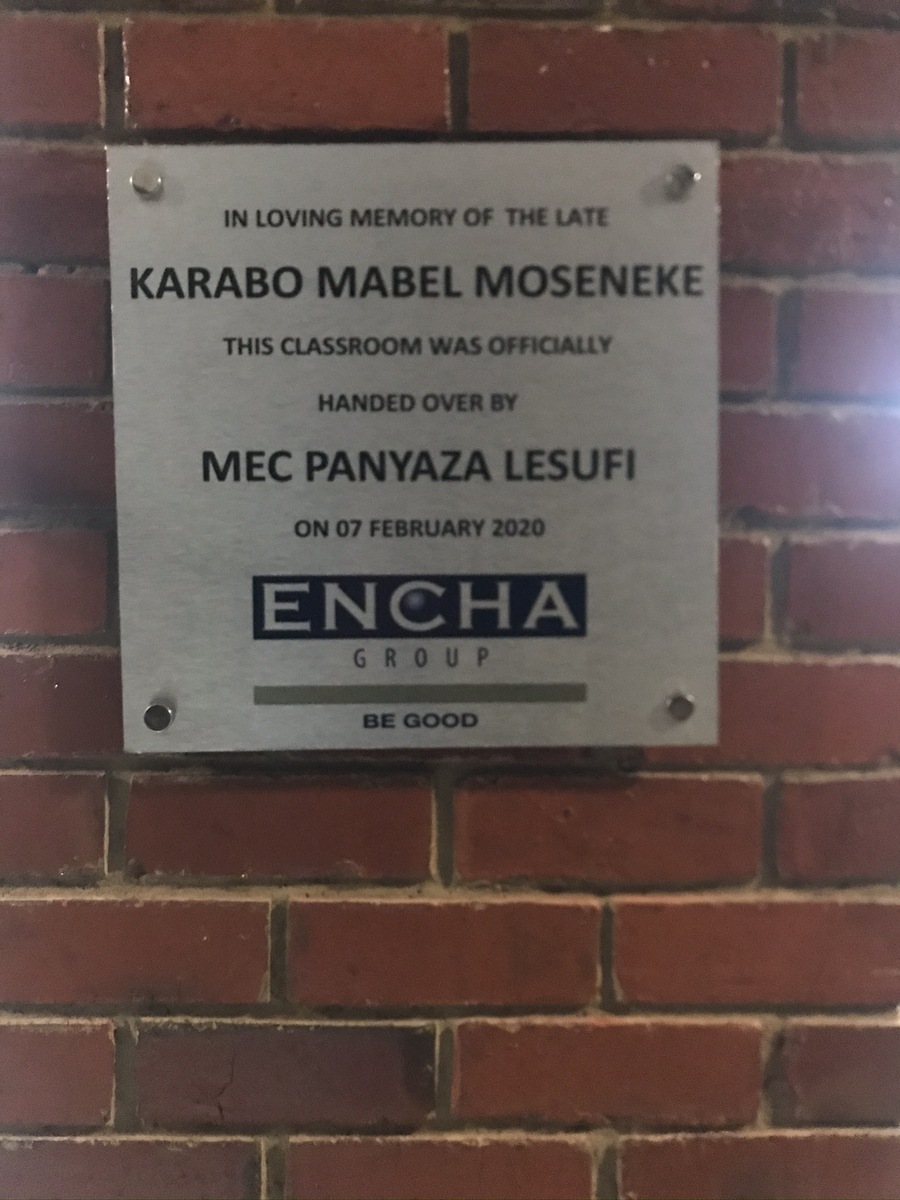 IN LOVING MEMORY OF THE LATE
KARABO MABEL MOSENEKE
THIS CLASSROOM WAS OFFICIALLY
HANDED OVER BY
MEC PANYAZA LESUFI
ON 07 FEBRUARY 2020
ENCHA
GROUP
BE GOOD